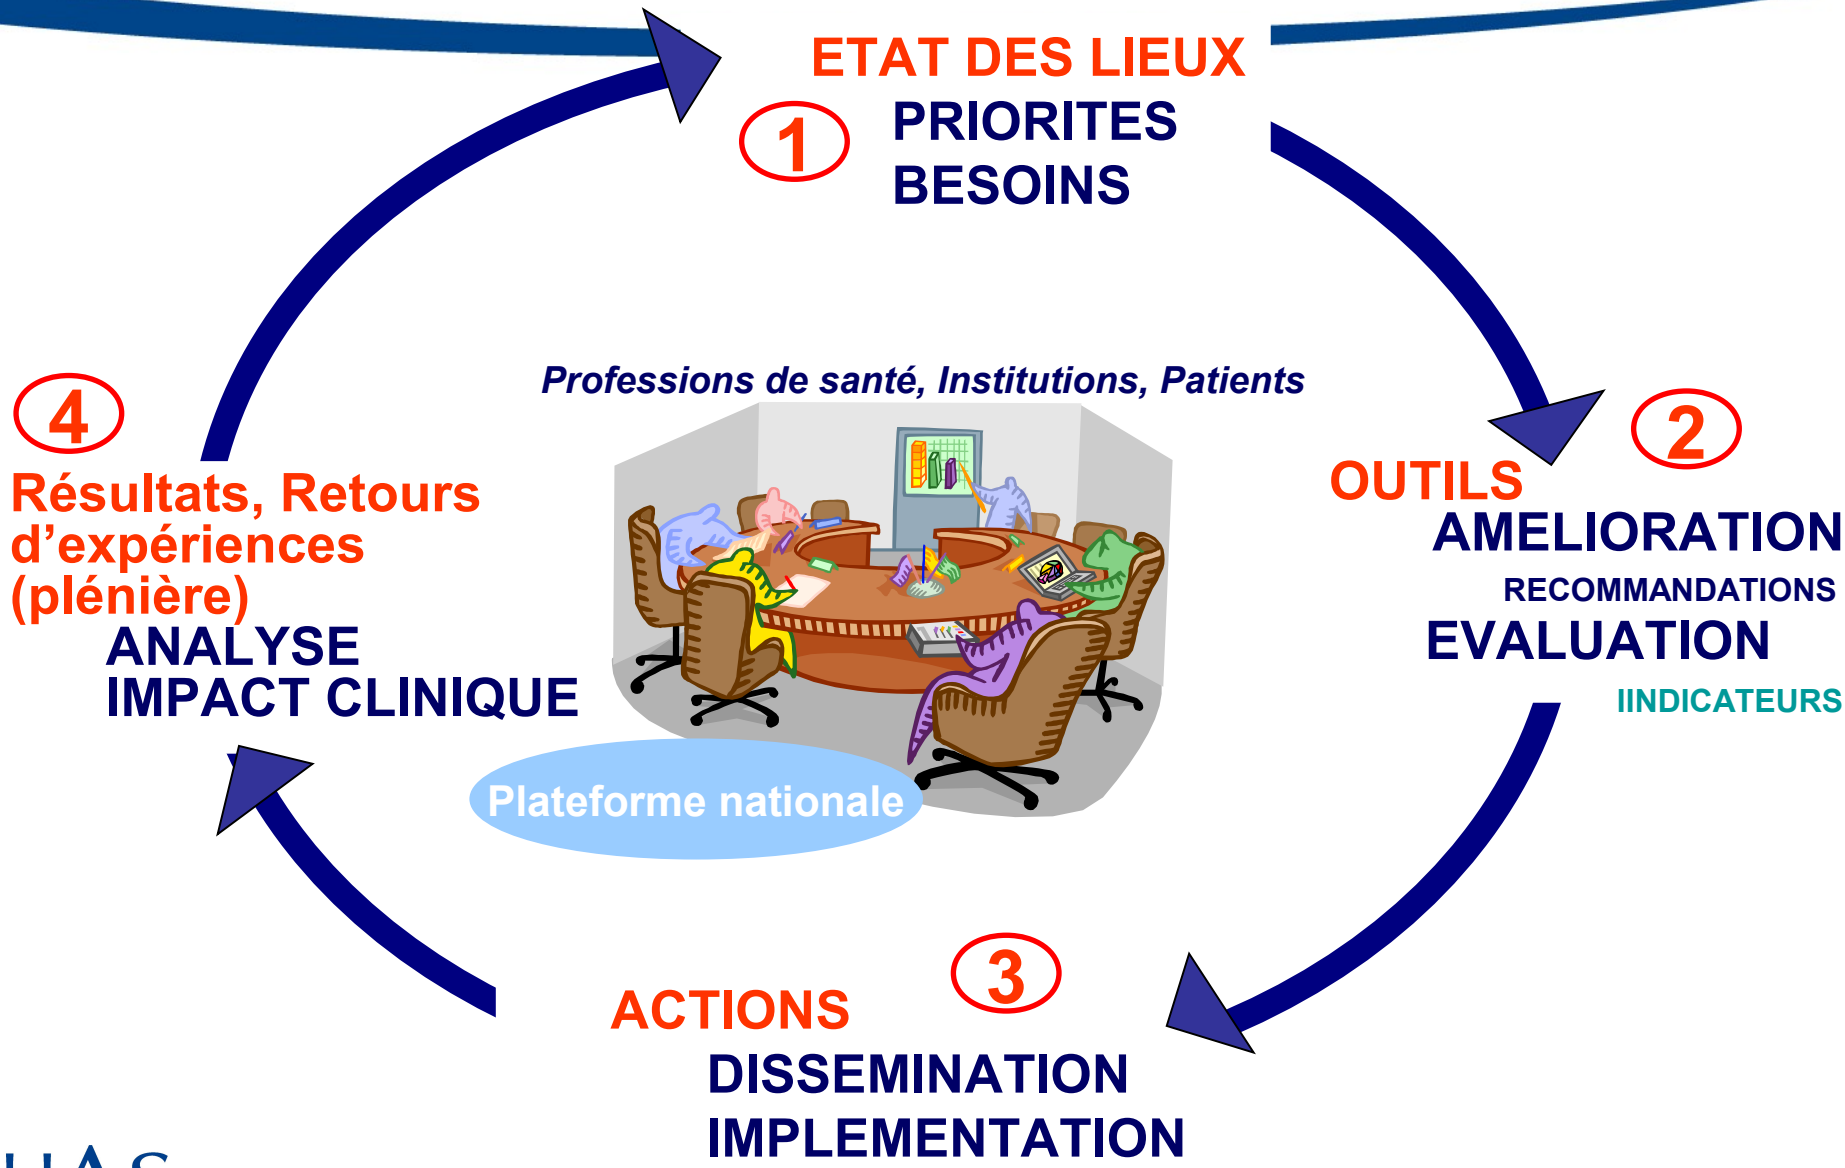 ETAT DES LIEUX
1
PRIORITES
BESOINS
Professions de santé, Institutions, Patients
2
OUTILS
AMELIORATION
RECOMMANDATIONS
EVALUATION
IINDICATEURS
4
Résultats, Retours
d’expériences
(plénière)
ANALYSE
IMPACT CLINIQUE
Plateforme nationale
3
ACTIONS
DISSEMINATION
IMPLEMENTATION
HAS